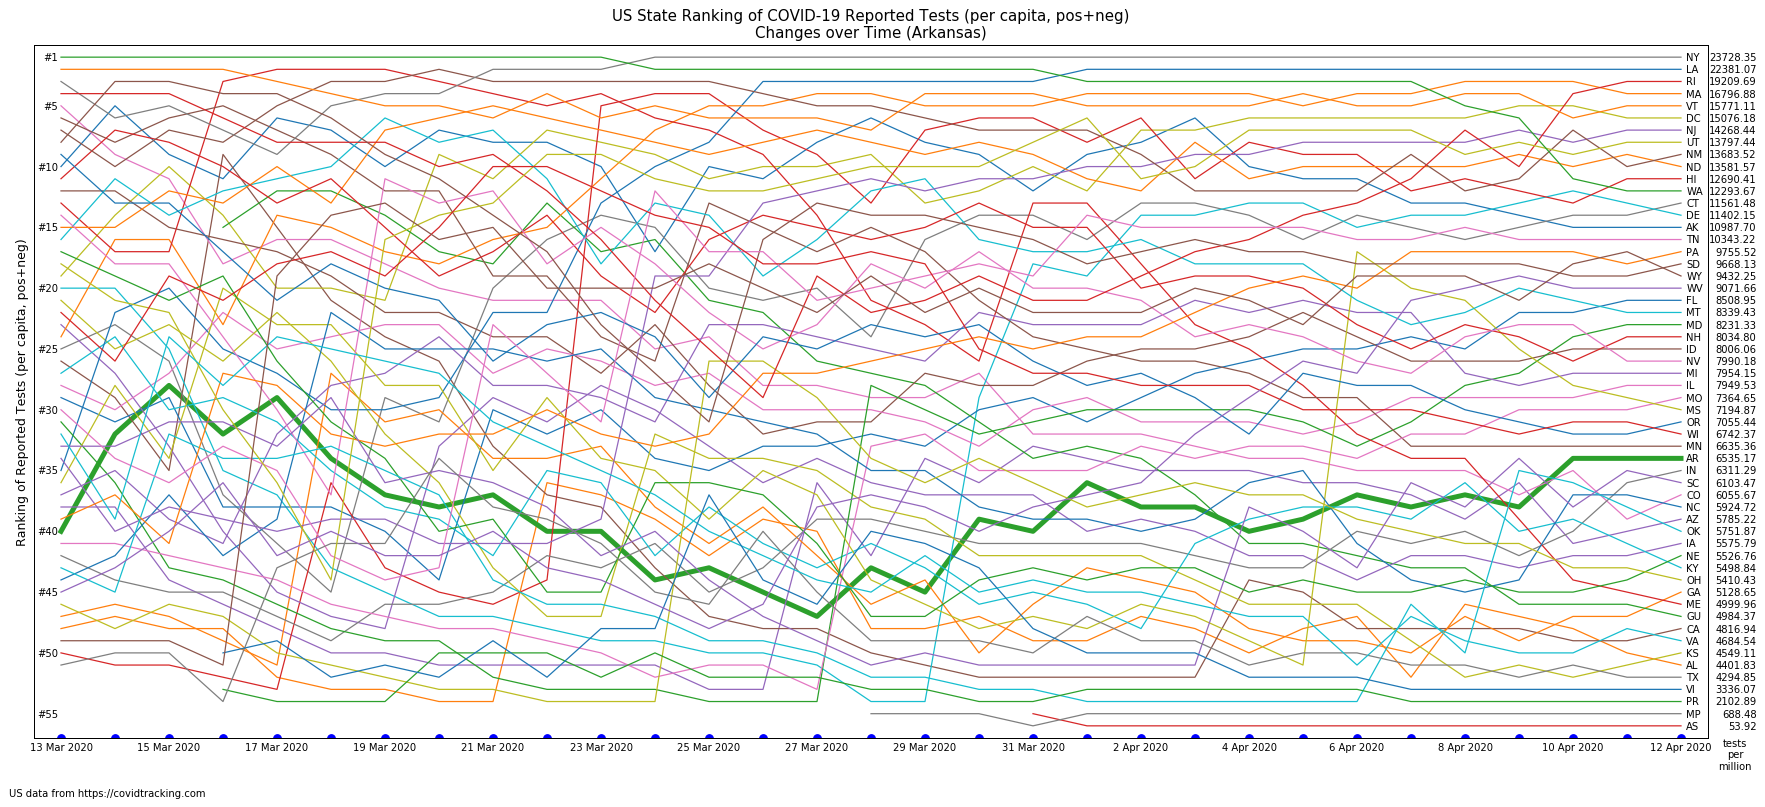 US State Ranking of COVID-19 Reported Tests (per capita, pos+neg)
Changes over Time (Arkansas)
Ranking of Reported Tests (per capita, pos+neg)
#1
#5
#10
#15
#20
#25
#30
#35
#40
#45
#50
#55
NY 23728.35
LA 22381.07
RI 19209.69
MA 16796.88
VT 15771.11
DC 15076.18
NJ 14268.44
UT 13797.44
NM 13683.52
ND 13581.57
HI 12690.41
WA 12293.67
CT 11561.48
DE 11402.15
AK 10987.70
TN 10343.22
PA 9755.52
SD 9668.13
WY 9432.25
WV 9071.66
FL 8508.95
MT 8339.43
MD 8231.33
NH 8034.80
ID 8006.06
NV 7990.18
MI 7954.15
IL 7949.53
MO 7364.65
MS 7194.87
OR 7055.44
WI 6742.37
MN 6635.36
AR 6535.17
IN 6311.29
SC 6103.47
CO 6055.67
NC 5924.72
AZ 5785.22
OK 5751.87
IA 5575.79
NE 5526.76
KY 5498.84
OH 5410.43
GA 5128.65
ME 4999.96
GU 4984.37
CA 4816.94
VA 4684.54
KS 4549.11
AL 4401.83
TX 4294.85
VI 3336.07
PR 2102.89
MP 688.48
AS 53.92
13 Mar 2020 15 Mar 2020 17 Mar 2020 19 Mar 2020 21 Mar 2020 23 Mar 2020 25 Mar 2020 27 Mar 2020 29 Mar 2020 31 Mar 2020 2 Apr 2020 4 Apr 2020 6 Apr 2020 8 Apr 2020 10 Apr 2020 12 Apr 2020
tests
per
million
US data from https://covidtracking.com